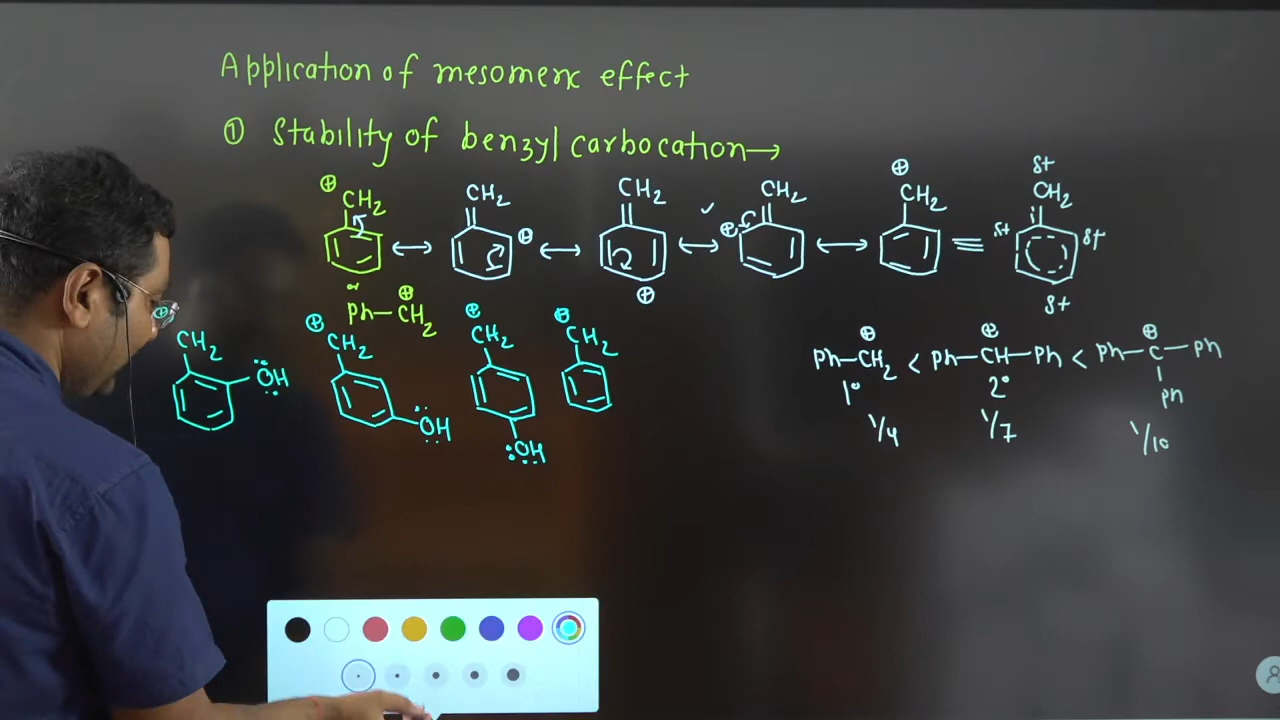 Application of mesomeric effect
① Stability of benzyl carbocation→
⊕ CH2 ↔ CH2 ⊕ ↔ CH2 ⊕ ↔ CH2 ⊕ ↔ ⊕ CH2 ≡ δ+ CH2 δ+ δ+ δ+
or
Ph—CH2 ⊕
⊕ CH2 ÖH
⊕ CH2 ÖH
⊕ CH2 :ÖH
⊕ CH2
Ph—CH2 ⊕ < Ph—CH—Ph ⊕ < Ph—C—Ph ⊕
Ph
1° 2°
1/4 1/7 1/10